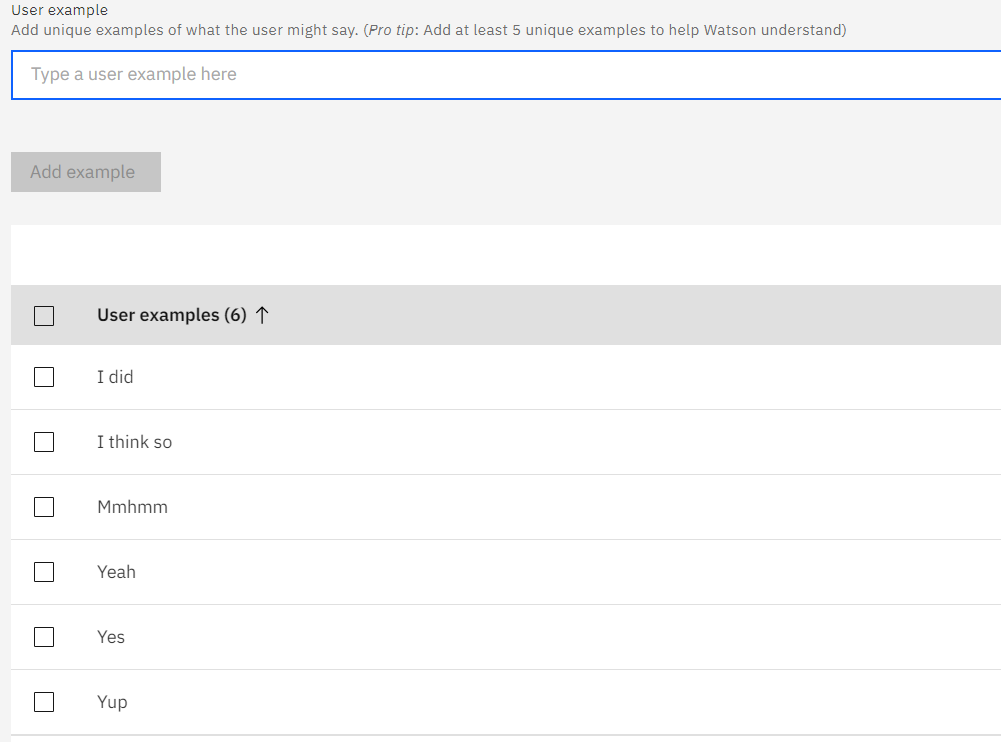 User example
Add unique examples of what the user might say. (Pro tip: Add at least 5 unique examples to help Watson understand)
Type a user example here
Add example
User examples (6) ↑
I did
I think so
Mmhmm
Yeah
Yes
Yup